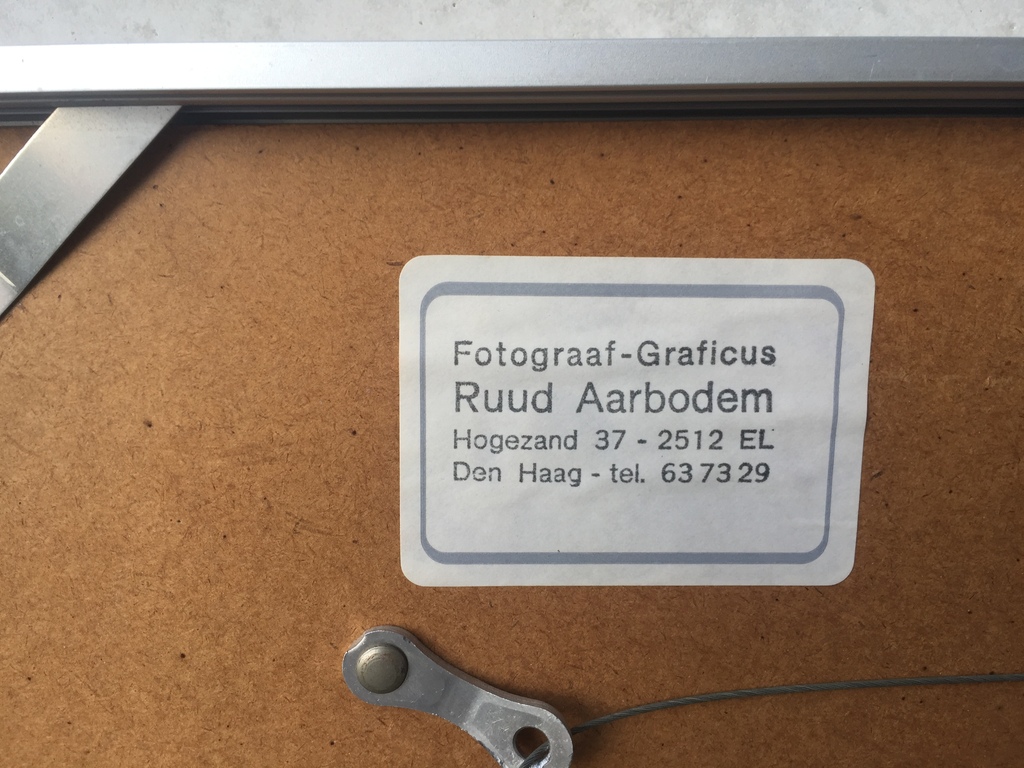 Fotograaf-Graficus
Ruud Aarbodem
Hogezand 37 - 2512 EL
Den Haag - tel. 637329